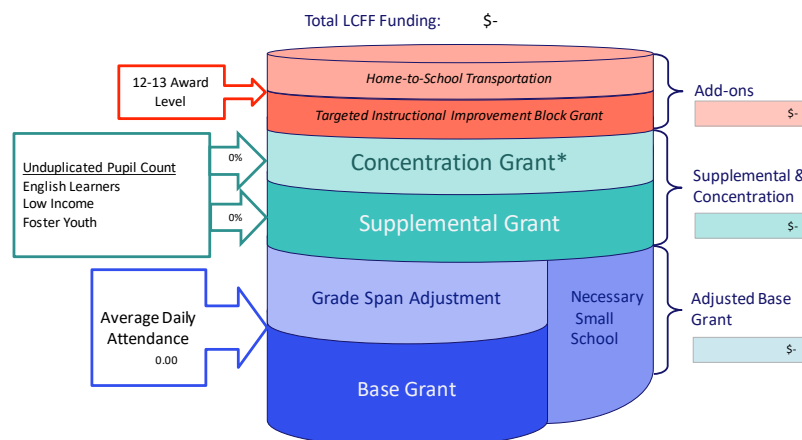 Total LCFF Funding: $-
12-13 Award
Level
Home-to-School Transportation
Targeted Instructional Improvement Block Grant
Add-ons
$-
Unduplicated Pupil Count
English Learners
Low Income
Foster Youth
0%
0%
Concentration Grant*
Supplemental Grant
Supplemental &
Concentration
$-
Average Daily
Attendance
0.00
Grade Span Adjustment
Base Grant
Necessary
Small
School
Adjusted Base
Grant
$-